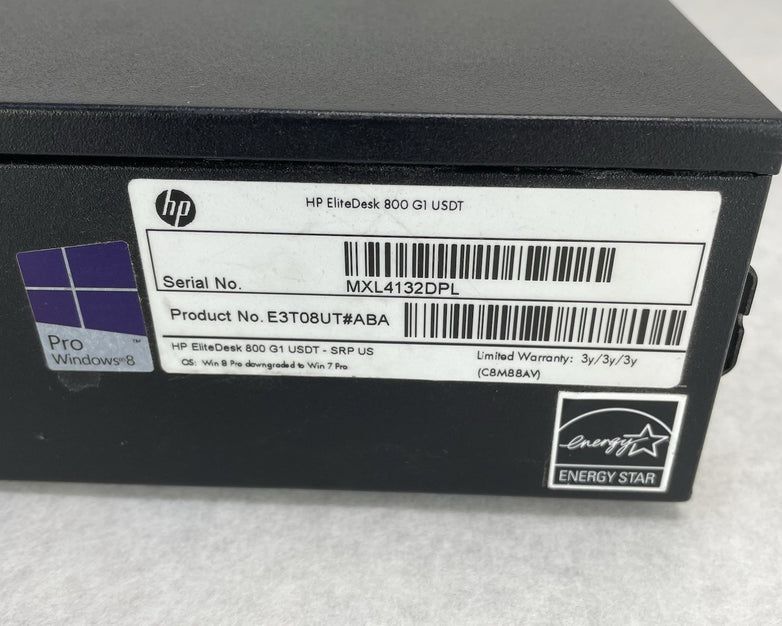 hp
HP EliteDesk 800 G1 USDT
Serial No.
MXL4132DPL
Product No. E3T08UT#ABA
HP EliteDesk 800 G1 USDT - SRP US
Limited Warranty: 3y/3y/3y
OS: Win 8 Pro downgraded to Win 7 Pro
(C8M88AV)
Pro
™
Windows®8
energy
ENERGY STAR